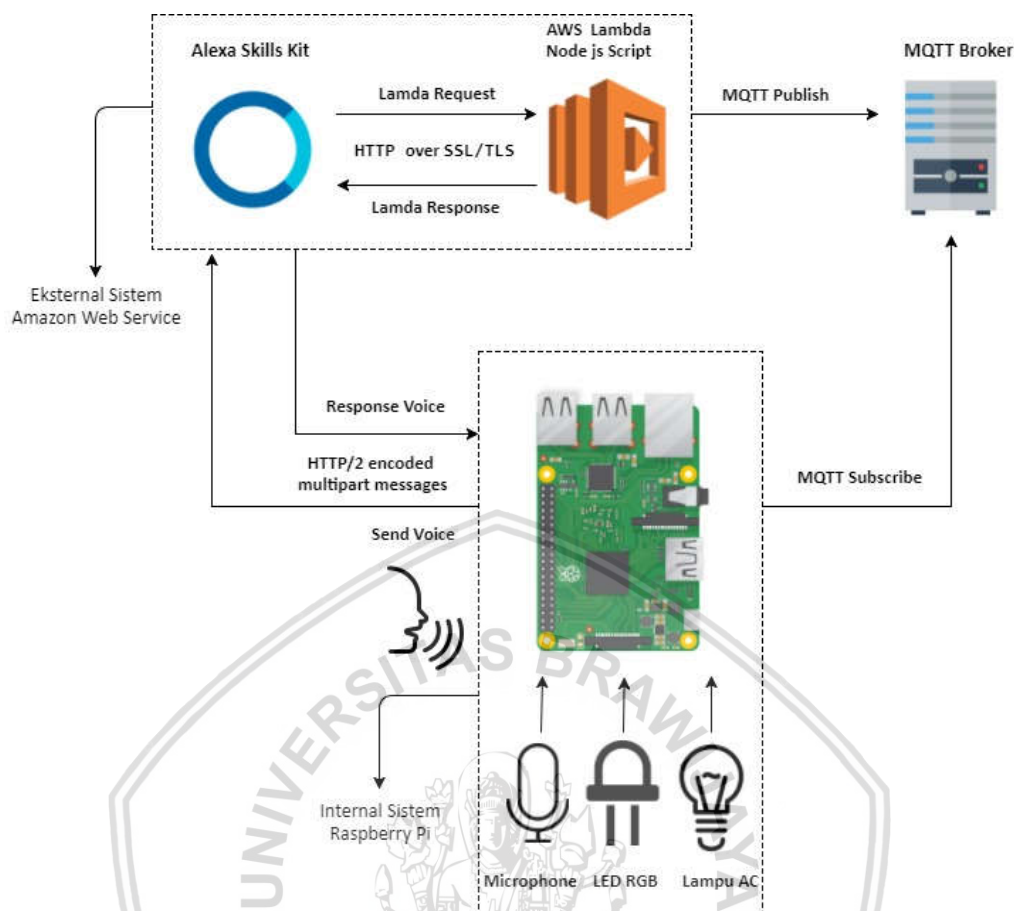 Alexa Skills Kit
AWS Lambda
Node js Script
MQTT Broker
Lamda Request
MQTT Publish
HTTP over SSL/TLS
Lamda Response
Eksternal Sistem
Amazon Web Service
Response Voice
HTTP/2 encoded
multipart messages
MQTT Subscribe
Send Voice
Internal Sistem
Raspberry Pi
Microphone
LED RGB
Lampu AC
UNIVERSITAS BRAWIJAYA